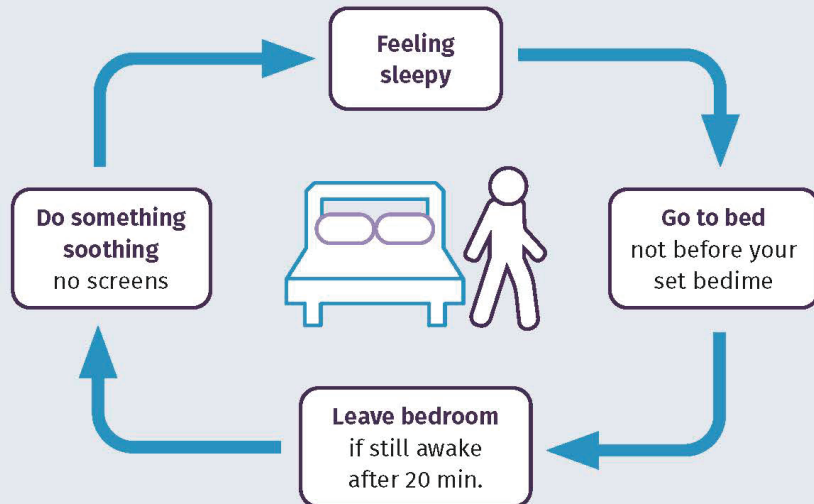 Feeling
sleepy
Go to bed
not before your
set bedime
Leave bedroom
if still awake
after 20 min.
Do something
soothing
no screens